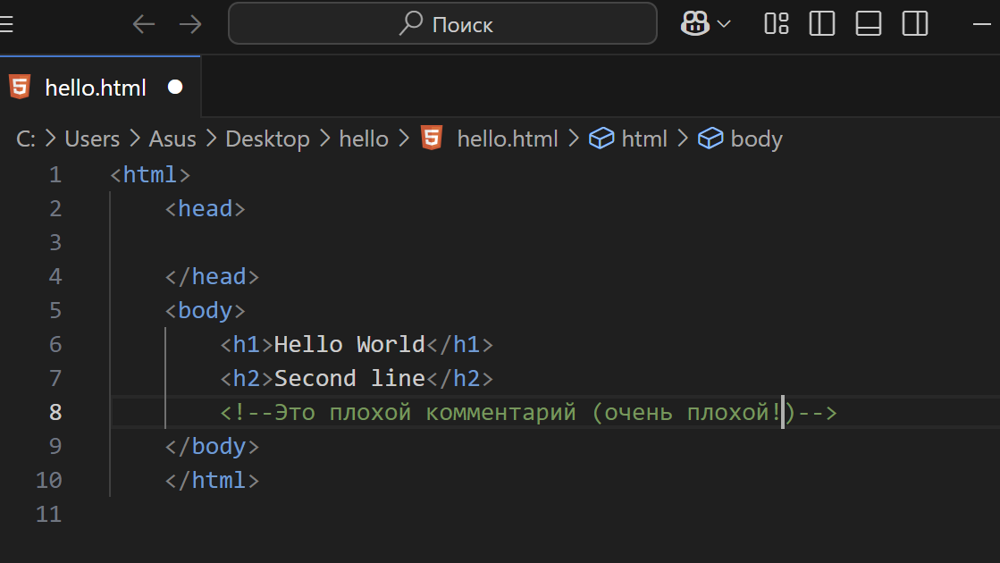 Поиск
hello.html
C: > Users > Asus > Desktop > hello > hello.html > html > body
1 <html>
2 <head>
3
4 </head>
5 <body>
6 <h1>Hello World</h1>
7 <h2>Second line</h2>
8 <!--Это плохой комментарий (очень плохой!)-->
9 </body>
10 </html>
11